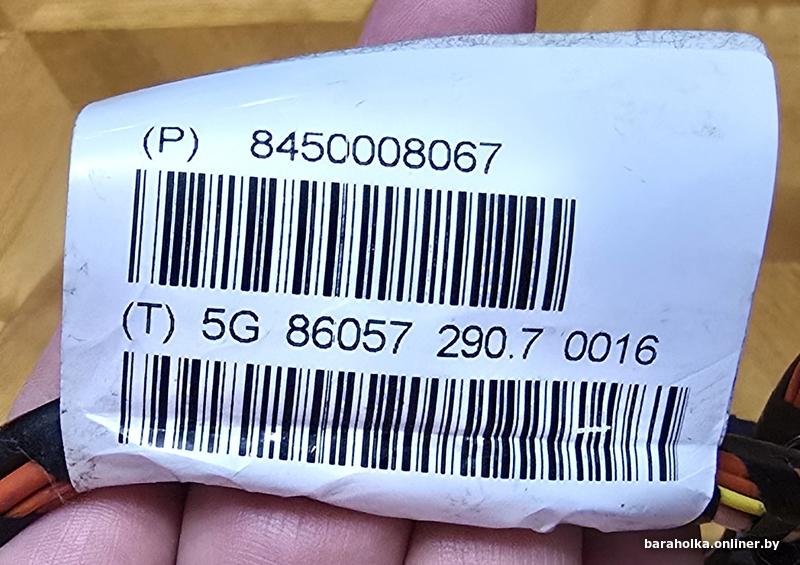 (P) 8450008067
(T) 5G 86057 290.7 0016
baraholka.onliner.by